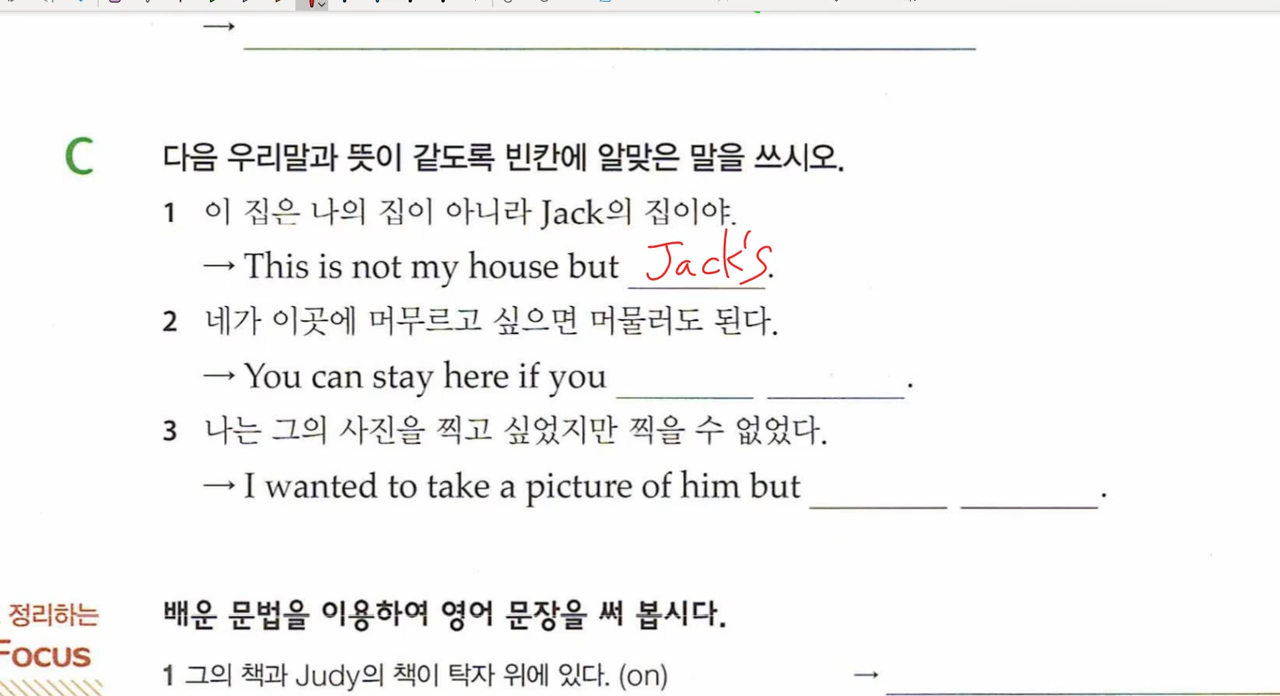 →
C 다음 우리말과 뜻이 같도록 빈칸에 알맞은 말을 쓰시오.
1 이 집은 나의 집이 아니라 Jack의 집이야.
→ This is not my house but Jack's.
2 네가 이곳에 머무르고 싶으면 머물러도 된다.
→ You can stay here if you ________ ________.
3 나는 그의 사진을 찍고 싶었지만 찍을 수 없었다.
→ I wanted to take a picture of him but ________ ________.
정리하는
Focus
배운 문법을 이용하여 영어 문장을 써 봅시다.
1 그의 책과 Judy의 책이 탁자 위에 있다. (on) →